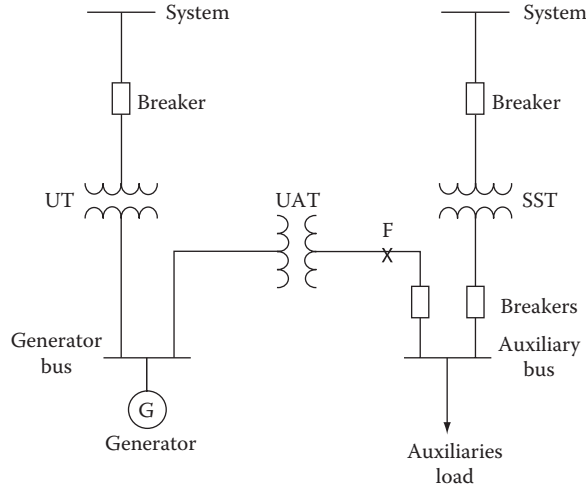 System
System
Breaker
Breaker
UT
UAT
SST
F
X
Breakers
Generator
bus
Auxiliary
bus
G
Generator
Auxiliaries
load